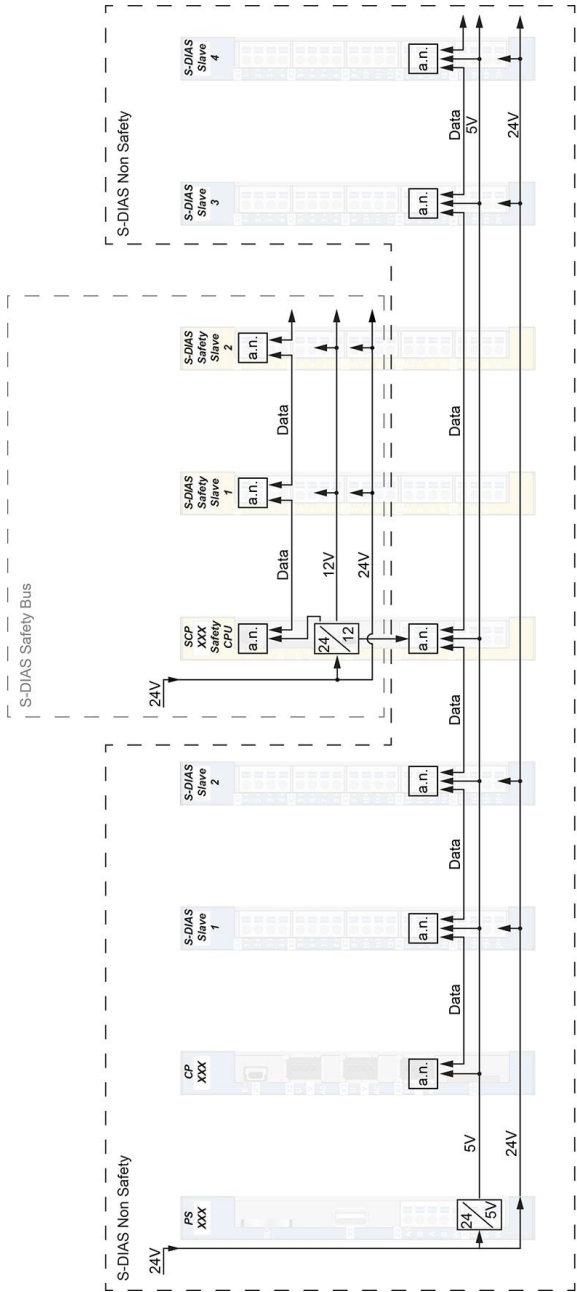 S-DIAS Non Safety
24V
PS
XXX
24
5V
5V
24V
CP
XXX
a.n.
Data
S-DIAS
Slave
1
a.n.
Data
S-DIAS
Slave
2
a.n.
Data
S-DIAS Safety Bus
24V
SCP
XXX
Safety
CPU
a.n.
24
12
a.n.
Data
12V
24V
S-DIAS
Safety
Slave
1
a.n.
Data
S-DIAS
Safety
Slave
2
a.n.
Data
S-DIAS Non Safety
S-DIAS
Slave
3
a.n.
Data
5V
24V
S-DIAS
Slave
4
a.n.